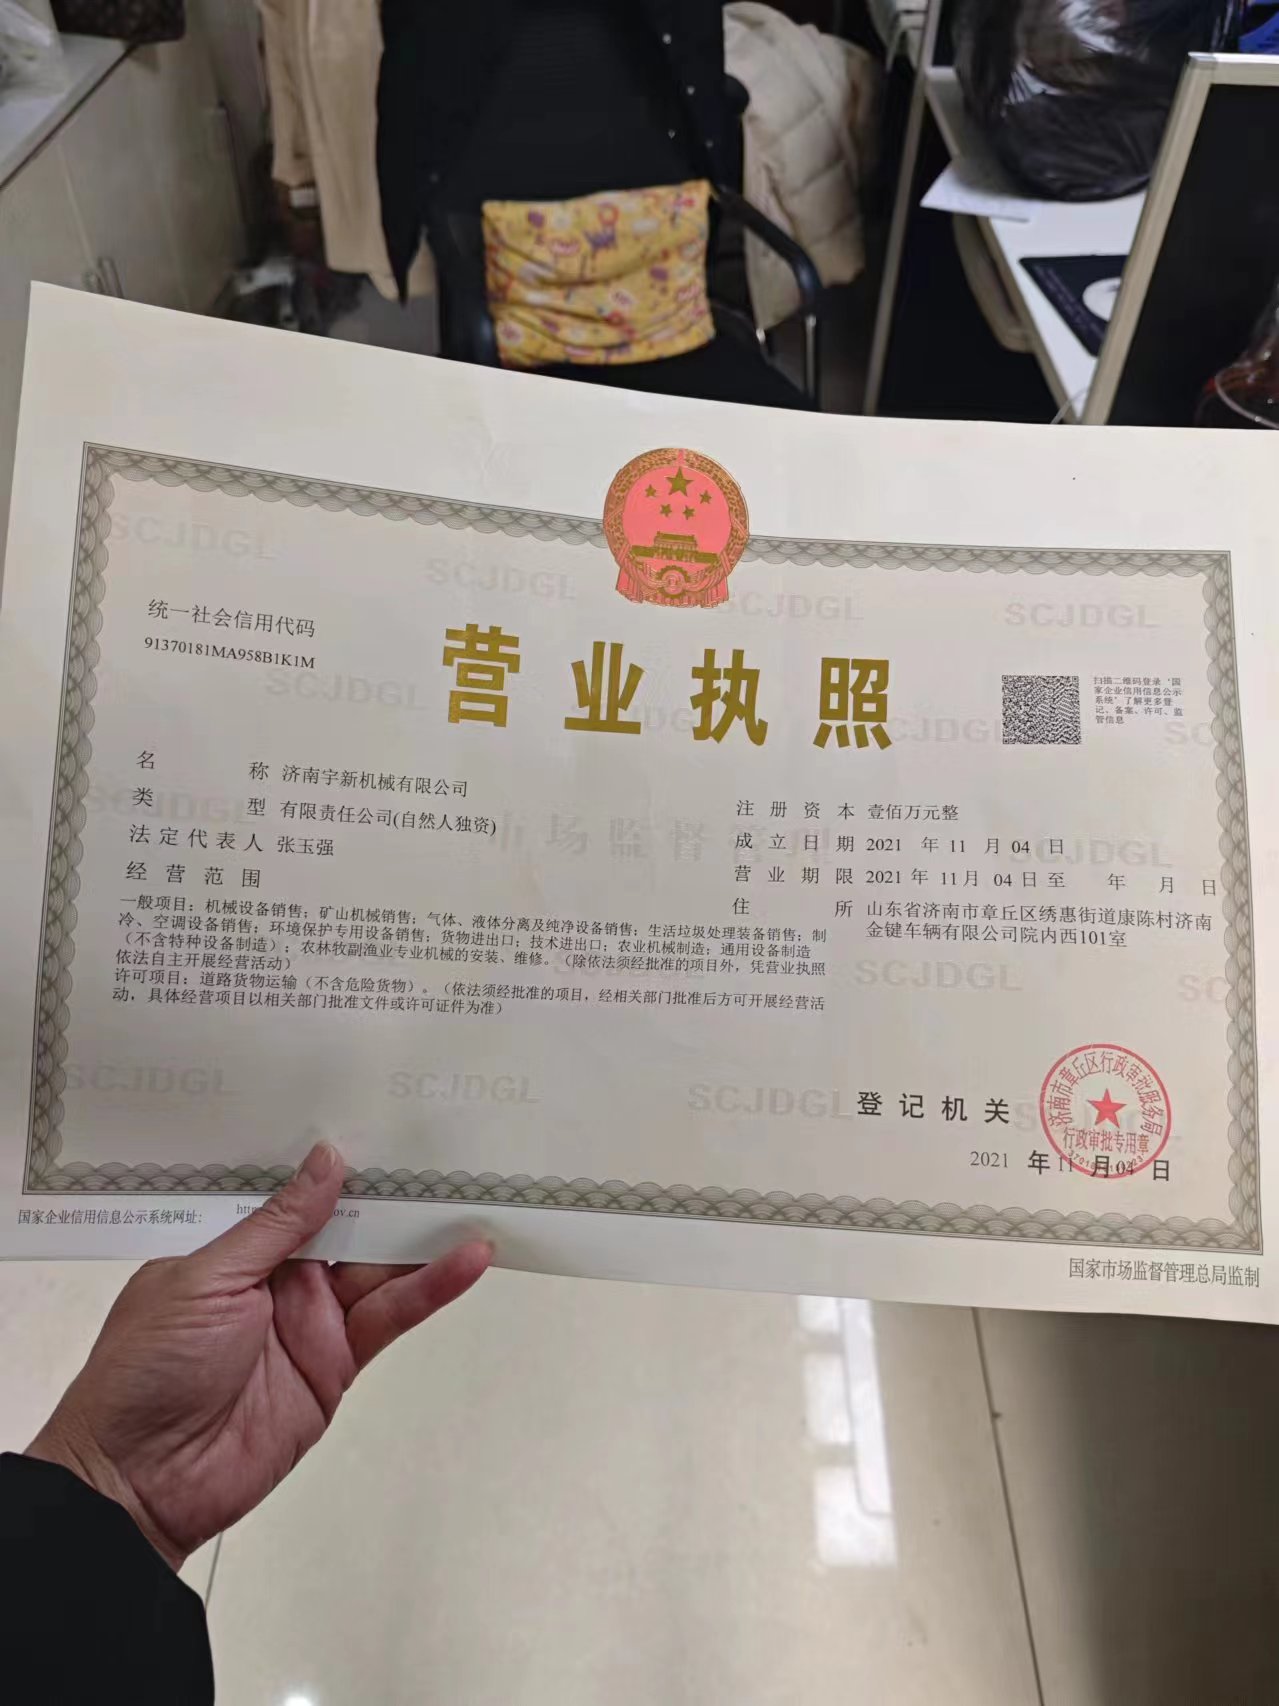 统一社会信用代码
91370181MA958B1K1M
营业执照
扫描二维码登录‘国
家企业信用信息公示
系统’了解更多登
记、备案、许可、监
管信息
名称 济南宇新机械有限公司
类型 有限责任公司(自然人独资)
法定代表人 张玉强
经营范围
一般项目：机械设备销售；矿山机械销售；气体、液体分离及纯净设备销售；生活垃圾处理装备销售；制
冷、空调设备销售；环境保护专用设备销售；货物进出口；技术进出口；农业机械制造；通用设备制造
（不含特种设备制造）；农林牧副渔业专业机械的安装、维修。（除依法须经批准的项目外，凭营业执照
依法自主开展经营活动）
许可项目：道路货物运输（不含危险货物）。（依法须经批准的项目，经相关部门批准后方可开展经营活
动，具体经营项目以相关部门批准文件或许可证件为准）
注册资本 壹佰万元整
成立日期 2021 年 11 月 04 日
营业期限 2021 年 11 月 04 日 至 年 月 日
住所 山东省济南市章丘区绣惠街道康陈村济南
金键车辆有限公司院内西101室
登记机关
济南市章丘区行政审批服务局
行政审批专用章
2021 年 11 月 04 日
国家企业信用信息公示系统网址：
国家市场监督管理总局监制
SCJDGL
市场监督管理